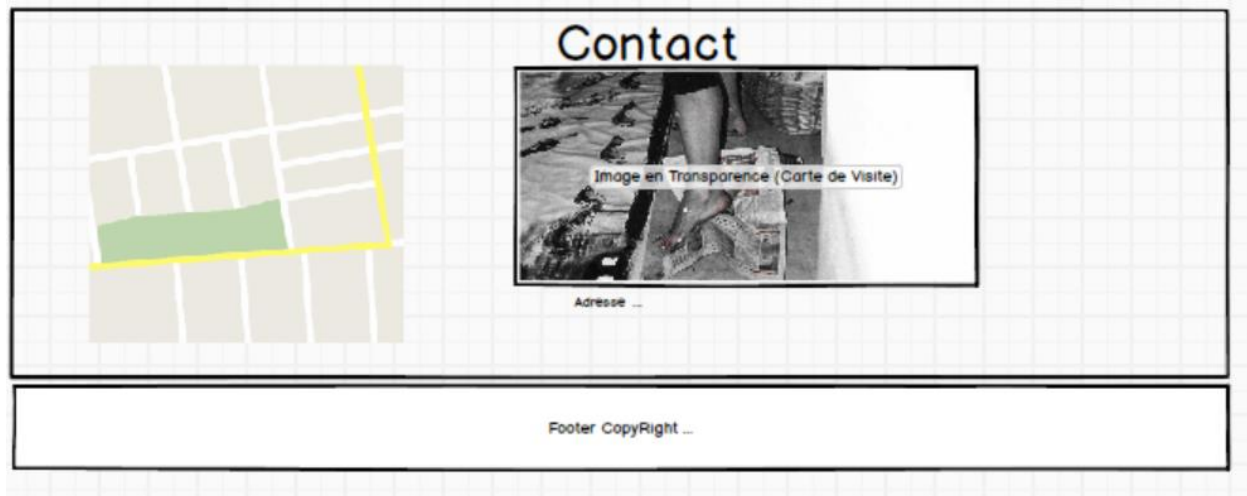 Contact
Image en Transparence (Carte de Visite)
Adresse ...
Footer CopyRight ...